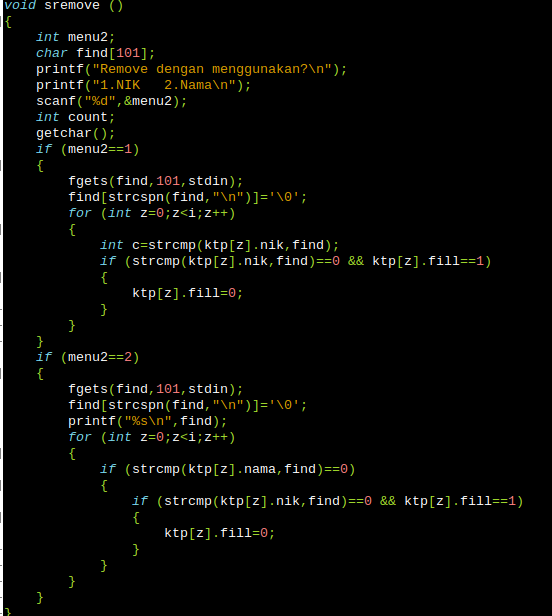 void sremove ()
{
    int menu2;
    char find[101];
    printf("Remove dengan menggunakan?\n");
    printf("1.NIK   2.Nama\n");
    scanf("%d",&menu2);
    int count;
    getchar();
    if (menu2==1)
    {
        fgets(find,101,stdin);
        find[strcspn(find,"\n")]='\0';
        for (int z=0;z<i;z++)
        {
            int c=strcmp(ktp[z].nik,find);
            if (strcmp(ktp[z].nik,find)==0 && ktp[z].fill==1)
            {
                ktp[z].fill=0;
            }
        }
    }
    if (menu2==2)
    {
        fgets(find,101,stdin);
        find[strcspn(find,"\n")]='\0';
        printf("%s\n",find);
        for (int z=0;z<i;z++)
        {
            if (strcmp(ktp[z].nama,find)==0)
            {
                if (strcmp(ktp[z].nik,find)==0 && ktp[z].fill==1)
                {
                    ktp[z].fill=0;
                }
            }
        }
    }
}